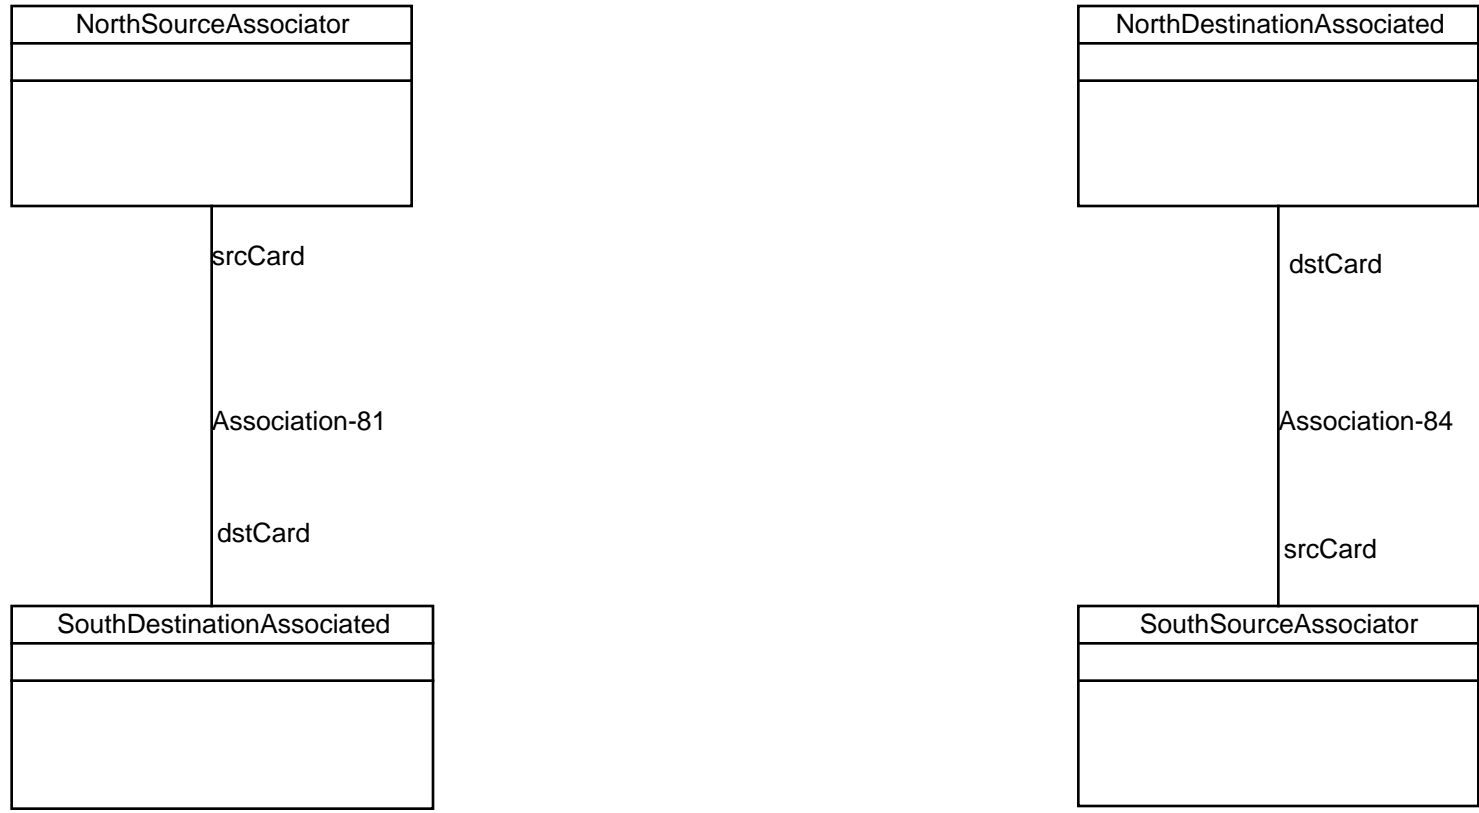 NorthSourceAssociator
NorthDestinationAssociated
srcCard
dstCard
Association-81
Association-84
dstCard
srcCard
SouthDestinationAssociated
SouthSourceAssociator